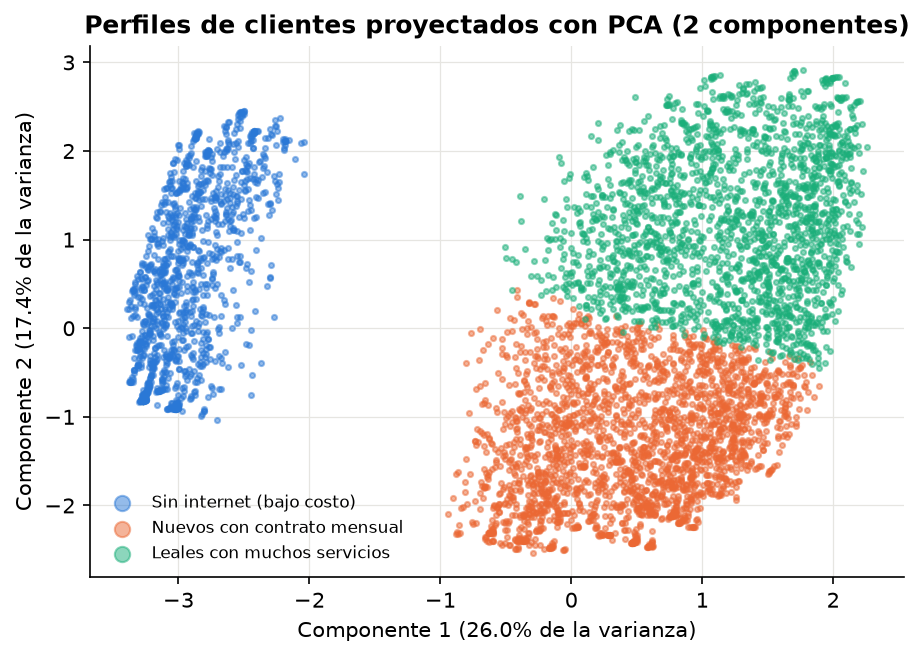 Perfiles de clientes proyectados con PCA (2 componentes)
Componente 2 (17.4% de la varianza)
3
2
1
0
−1
−2
Sin internet (bajo costo)
Nuevos con contrato mensual
Leales con muchos servicios
−3 −2 −1 0 1 2
Componente 1 (26.0% de la varianza)